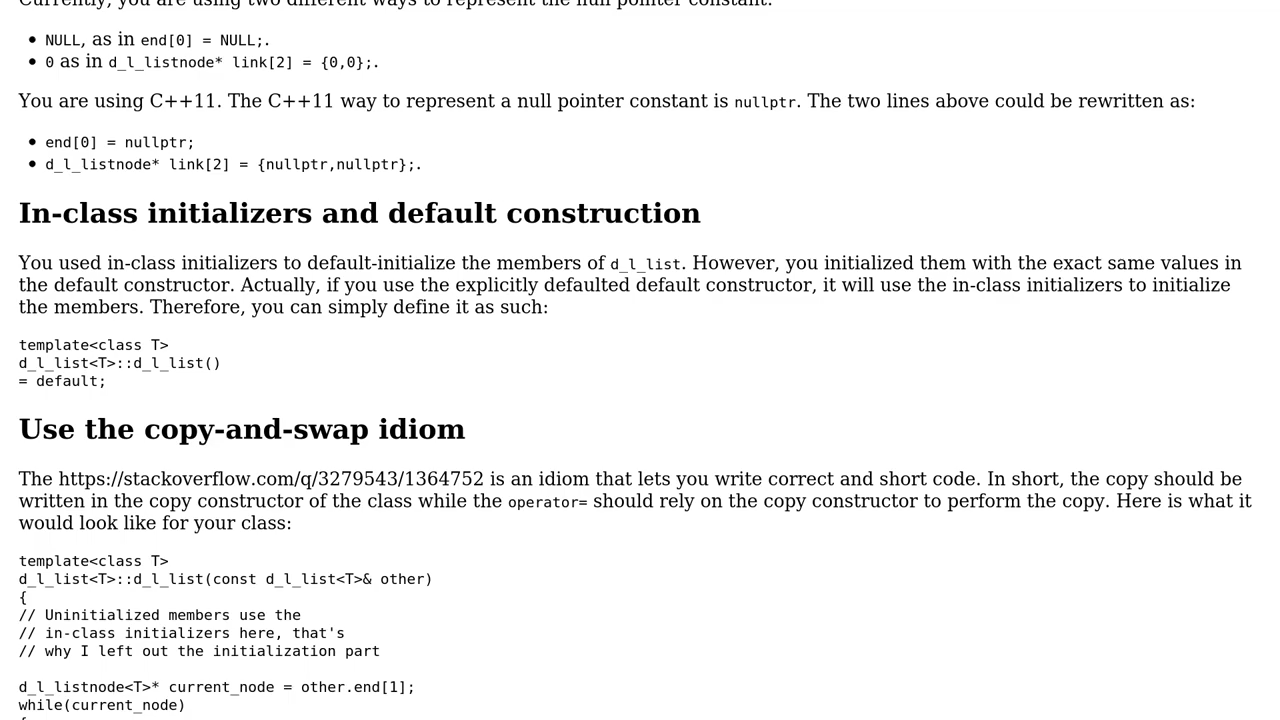 Currently, you are using two different ways to represent the null pointer constant:
• NULL, as in end[0] = NULL;.
• 0 as in d_l_listnode* link[2] = {0,0};.
You are using C++11. The C++11 way to represent a null pointer constant is nullptr. The two lines above could be rewritten as:
• end[0] = nullptr;
• d_l_listnode* link[2] = {nullptr,nullptr};.
In-class initializers and default construction
You used in-class initializers to default-initialize the members of d_l_list. However, you initialized them with the exact same values in
the default constructor. Actually, if you use the explicitly defaulted default constructor, it will use the in-class initializers to initialize
the members. Therefore, you can simply define it as such:
template<class T>
d_l_list<T>::d_l_list()
= default;
Use the copy-and-swap idiom
The https://stackoverflow.com/q/3279543/1364752 is an idiom that lets you write correct and short code. In short, the copy should be
written in the copy constructor of the class while the operator= should rely on the copy constructor to perform the copy. Here is what it
would look like for your class:
template<class T>
d_l_list<T>::d_l_list(const d_l_list<T>& other)
{
// Uninitialized members use the
// in-class initializers here, that's
// why I left out the initialization part
d_l_listnode<T>* current_node = other.end[1];
while(current_node)
{